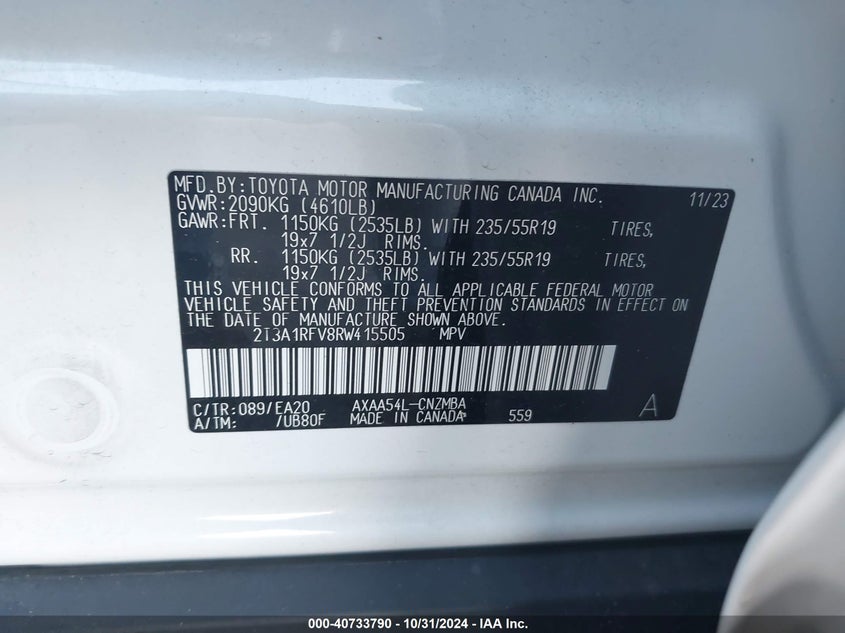 MFD.BY:TOYOTA MOTOR MANUFACTURING CANADA INC. 11/23
GVWR:2090KG (4610LB)
GAWR:FRT. 1150KG (2535LB) WITH 235/55R19 TIRES,
19x7 1/2J RIMS.
RR. 1150KG (2535LB) WITH 235/55R19 TIRES,
19x7 1/2J RIMS.
THIS VEHICLE CONFORMS TO ALL APPLICABLE FEDERAL MOTOR
VEHICLE SAFETY AND THEFT PREVENTION STANDARDS IN EFFECT ON
THE DATE OF MANUFACTURE SHOWN ABOVE.
2T3A1RFV8RW415505 MPV
C/TR:089/EA20 AXAA54L-CNZMBA
A/TM: /UB80F MADE IN CANADA 559 A
000-40733790 - 10/31/2024 - IAA Inc.